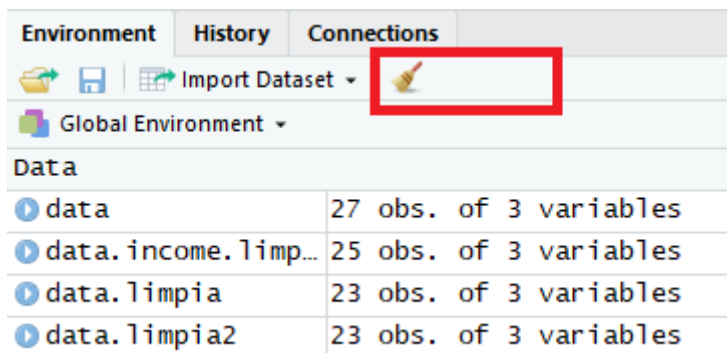 Environment History Connections
Import Dataset
Global Environment
Data
data 27 obs. of 3 variables
data.income.limp… 25 obs. of 3 variables
data.limpia 23 obs. of 3 variables
data.limpia2 23 obs. of 3 variables